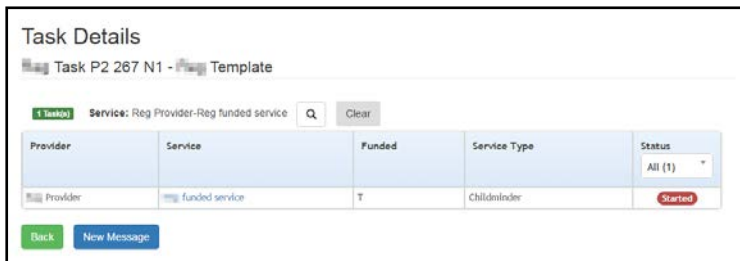 Task Details
Task P2 267 N1 - Template
1 Task(s) Service: Reg Provider-Reg funded service Clear
Provider Service Funded Service Type Status
All (1)
Provider funded service T Childminder Started
Back New Message